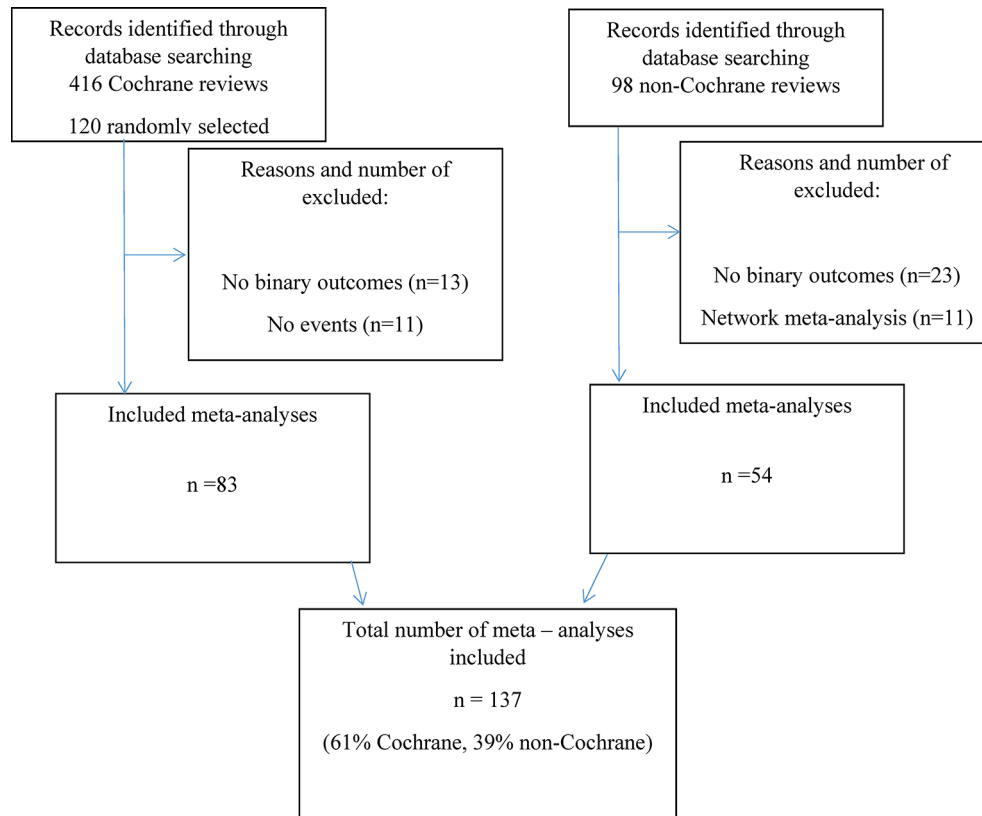 Records identified through
database searching
416 Cochrane reviews
120 randomly selected
Records identified through
database searching
98 non-Cochrane reviews
Reasons and number of
excluded:
No binary outcomes (n=13)
No events (n=11)
Reasons and number of
excluded:
No binary outcomes (n=23)
Network meta-analysis (n=11)
Included meta-analyses
n =83
Included meta-analyses
n =54
Total number of meta – analyses
included
n = 137
(61% Cochrane, 39% non-Cochrane)